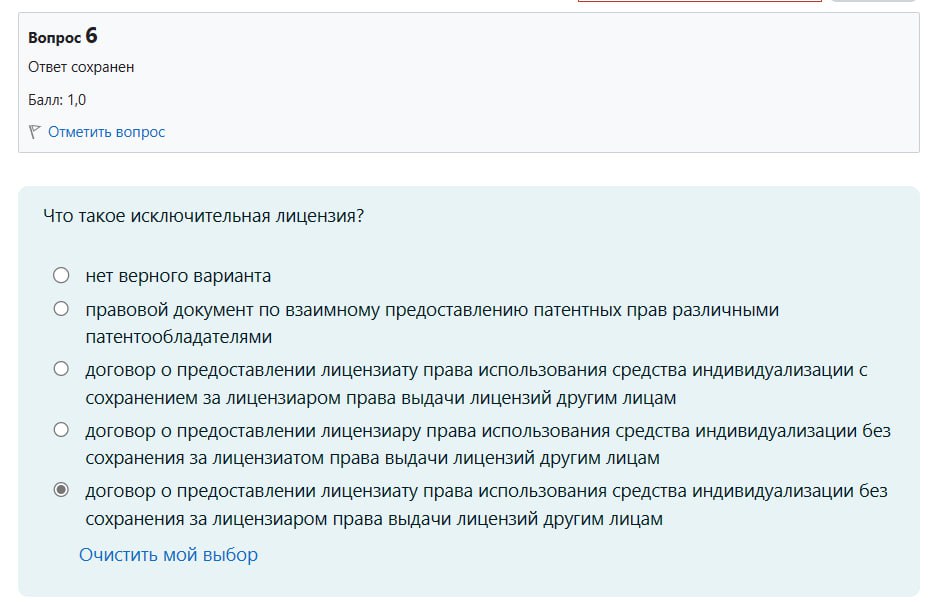 Вопрос 6
Ответ сохранен
Балл: 1,0
Отметить вопрос
Что такое исключительная лицензия?
нет верного варианта
правовой документ по взаимному предоставлению патентных прав различными
патентообладателями
договор о предоставлении лицензиату права использования средства индивидуализации с
сохранением за лицензиаром права выдачи лицензий другим лицам
договор о предоставлении лицензиару права использования средства индивидуализации без
сохранения за лицензиатом права выдачи лицензий другим лицам
договор о предоставлении лицензиату права использования средства индивидуализации без
сохранения за лицензиаром права выдачи лицензий другим лицам
Очистить мой выбор